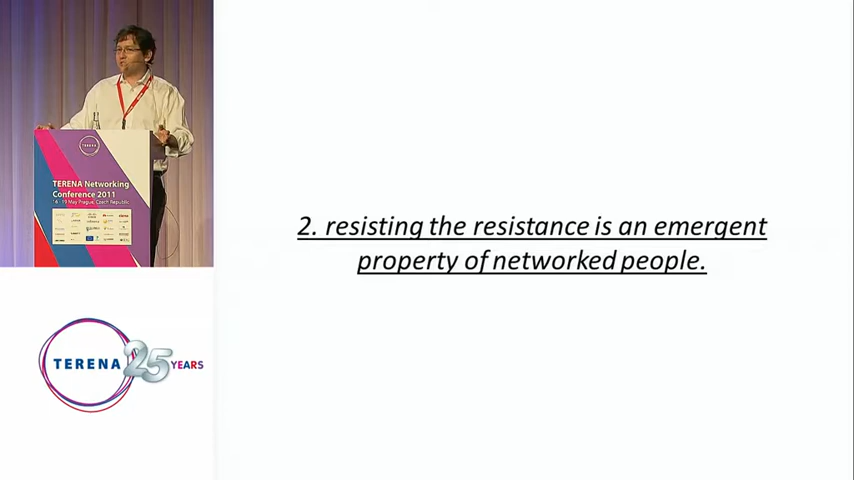 TERENA
TERENA Networking
Conference 2011
16 - 19 May Prague, Czech Republic
2. resisting the resistance is an emergent
property of networked people.
TERENA 25 YEARS